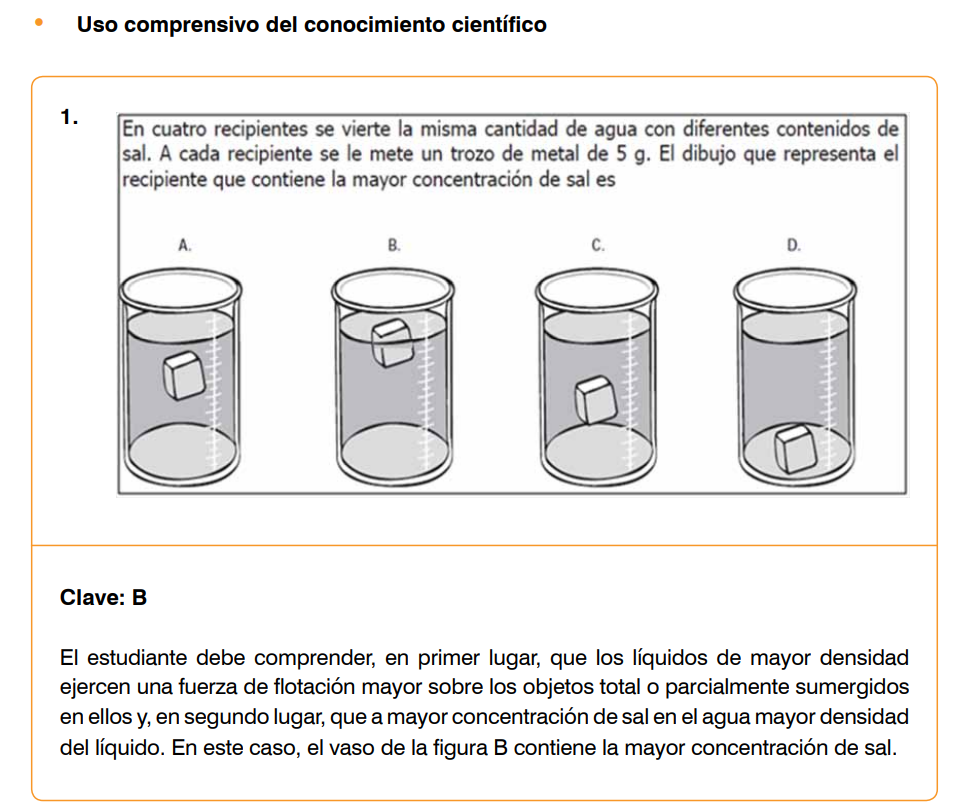 • Uso comprensivo del conocimiento científico
1.
En cuatro recipientes se vierte la misma cantidad de agua con diferentes contenidos de
sal. A cada recipiente se le mete un trozo de metal de 5 g. El dibujo que representa el
recipiente que contiene la mayor concentración de sal es
A. B. C. D.
Clave: B
El estudiante debe comprender, en primer lugar, que los líquidos de mayor densidad
ejercen una fuerza de flotación mayor sobre los objetos total o parcialmente sumergidos
en ellos y, en segundo lugar, que a mayor concentración de sal en el agua mayor densidad
del líquido. En este caso, el vaso de la figura B contiene la mayor concentración de sal.